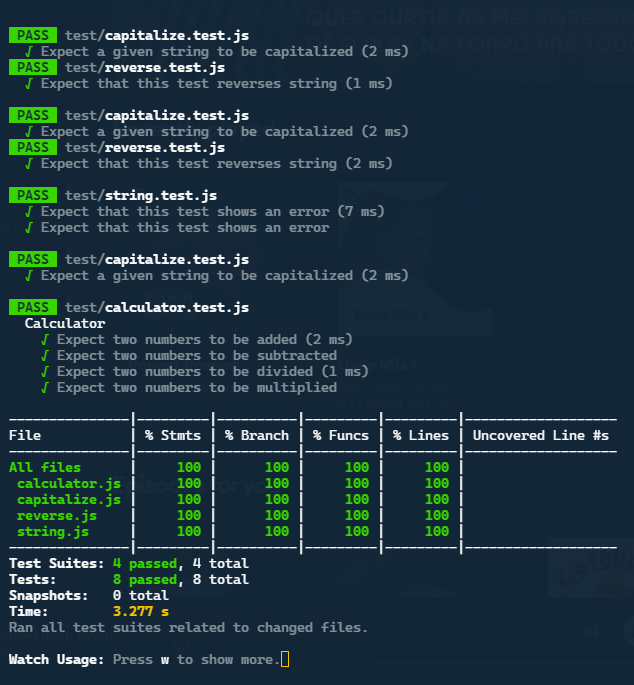 PASS test/capitalize.test.js
√ Expect a given string to be capitalized (2 ms)
PASS test/reverse.test.js
√ Expect that this test reverses string (1 ms)
PASS test/capitalize.test.js
√ Expect a given string to be capitalized (2 ms)
PASS test/reverse.test.js
√ Expect that this test reverses string (2 ms)
PASS test/string.test.js
√ Expect that this test shows an error (7 ms)
√ Expect that this test shows an error
PASS test/capitalize.test.js
√ Expect a given string to be capitalized (2 ms)
PASS test/calculator.test.js
Calculator
√ Expect two numbers to be added (2 ms)
√ Expect two numbers to be subtracted
√ Expect two numbers to be divided (1 ms)
√ Expect two numbers to be multiplied
---------------|---------|----------|---------|---------|-------------------
File | % Stmts | % Branch | % Funcs | % Lines | Uncovered Line #s
---------------|---------|----------|---------|---------|-------------------
All files | 100 | 100 | 100 | 100 |
calculator.js | 100 | 100 | 100 | 100 |
capitalize.js | 100 | 100 | 100 | 100 |
reverse.js | 100 | 100 | 100 | 100 |
string.js | 100 | 100 | 100 | 100 |
---------------|---------|----------|---------|---------|-------------------
Test Suites: 4 passed, 4 total
Tests: 8 passed, 8 total
Snapshots: 0 total
Time: 3.277 s
Ran all test suites related to changed files.
Watch Usage: Press w to show more.